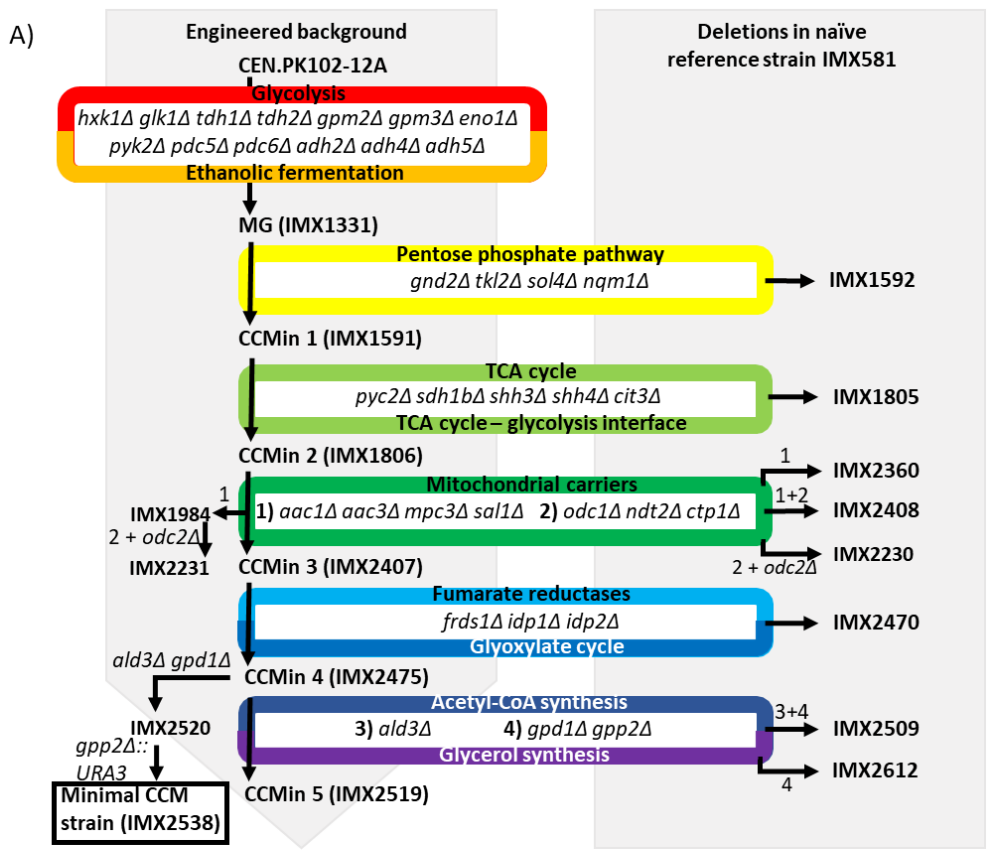 A)
Engineered background
Deletions in naïve
reference strain IMX581
CEN.PK102-12A
Glycolysis
hxk1Δ glk1Δ tdh1Δ tdh2Δ gpm2Δ gpm3Δ eno1Δ
pyk2Δ pdc5Δ pdc6Δ adh2Δ adh4Δ adh5Δ
Ethanolic fermentation
MG (IMX1331)
Pentose phosphate pathway
gnd2Δ tkl2Δ sol4Δ nqm1Δ
IMX1592
CCMin 1 (IMX1591)
TCA cycle
pyc2Δ sdh1bΔ shh3Δ shh4Δ cit3Δ
IMX1805
TCA cycle – glycolysis interface
CCMin 2 (IMX1806)
1
IMX2360
Mitochondrial carriers
1
IMX1984
1) aac1Δ aac3Δ mpc3Δ sal1Δ 2) odc1Δ ndt2Δ ctp1Δ
1+2
IMX2408
2 + odc2Δ
IMX2231
2 + odc2Δ
IMX2230
CCMin 3 (IMX2407)
Fumarate reductases
frds1Δ idp1Δ idp2Δ
IMX2470
Glyoxylate cycle
ald3Δ gpd1Δ
CCMin 4 (IMX2475)
Acetyl-CoA synthesis
IMX2520
3) ald3Δ 4) gpd1Δ gpp2Δ
3+4
IMX2509
Glycerol synthesis
4
IMX2612
gpp2Δ::
URA3
CCMin 5 (IMX2519)
Minimal CCM
strain (IMX2538)